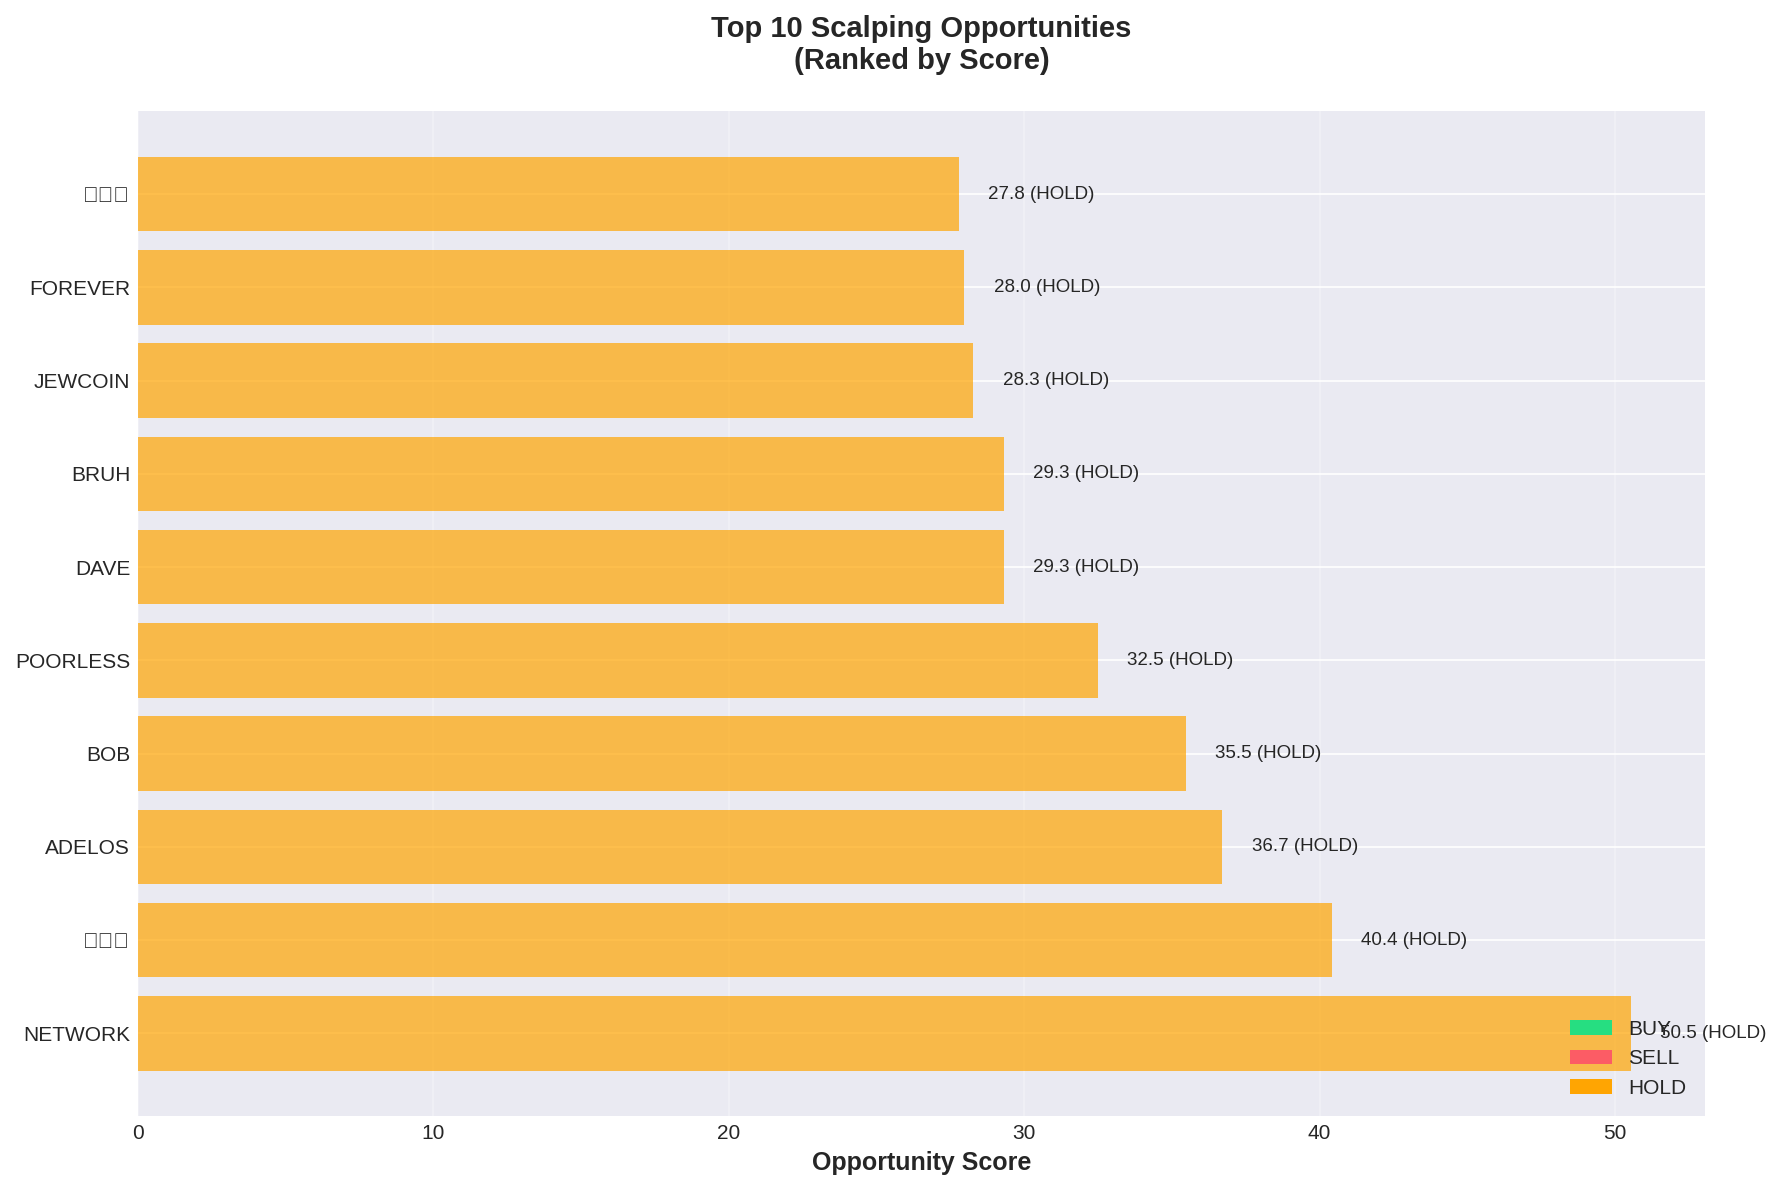 Top 10 Scalping Opportunities
(Ranked by Score)
27.8 (HOLD)
FOREVER 28.0 (HOLD)
JEWCOIN 28.3 (HOLD)
BRUH 29.3 (HOLD)
DAVE 29.3 (HOLD)
POORLESS 32.5 (HOLD)
BOB 35.5 (HOLD)
ADELOS 36.7 (HOLD)
40.4 (HOLD)
NETWORK 50.5 (HOLD)
BUY
SELL
HOLD
0 10 20 30 40 50
Opportunity Score